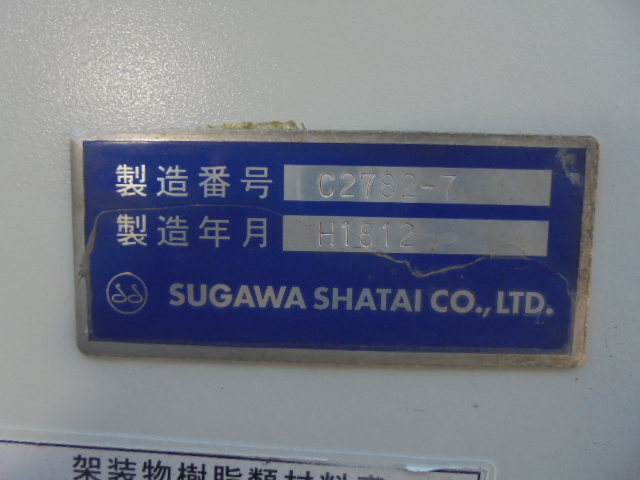 製造番号 C2782-7
製造年月 H1812
SUGAWA SHATAI CO., LTD.
架装物樹脂類材料表